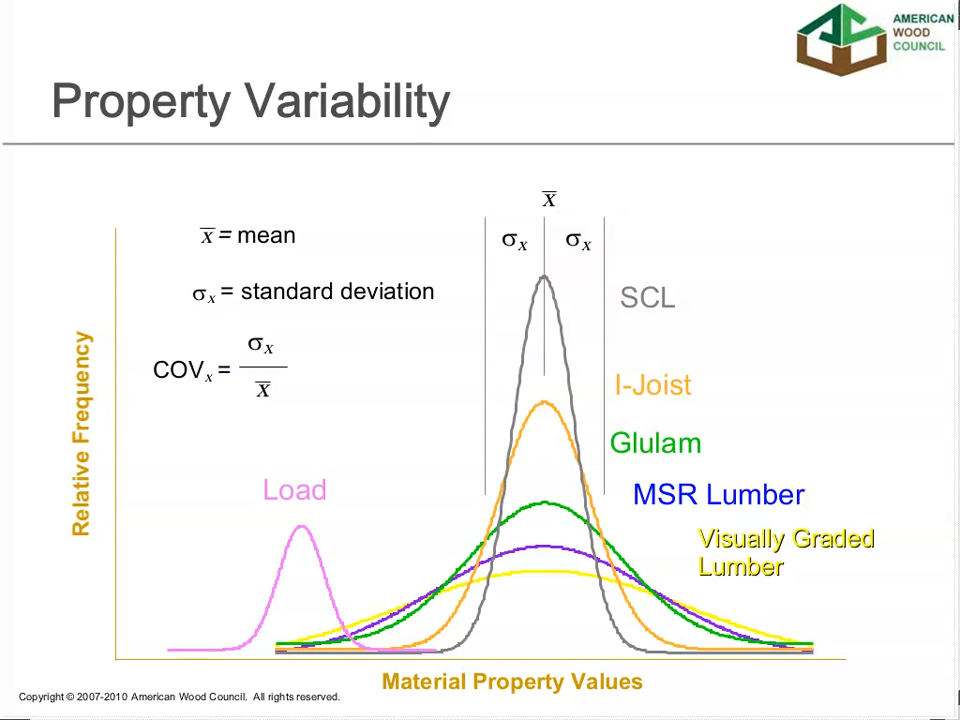 AMERICAN
WOOD
COUNCIL
Property Variability
x̅
x̅ = mean
σx σx
σx = standard deviation
SCL
COVx = σx / x̅
I-Joist
Glulam
Load
MSR Lumber
Visually Graded
Lumber
Relative Frequency
Material Property Values
Copyright © 2007-2010 American Wood Council. All rights reserved.